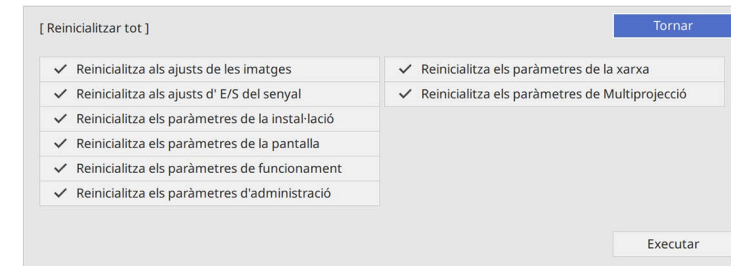 [ Reinicialitzar tot ]
Tornar
Reinicialitza als ajusts de les imatges
Reinicialitza als ajusts d' E/S del senyal
Reinicialitza els paràmetres de la instal·lació
Reinicialitza els paràmetres de la pantalla
Reinicialitza els paràmetres de funcionament
Reinicialitza els paràmetres d'administració
Reinicialitza els paràmetres de la xarxa
Reinicialitza els paràmetres de Multiprojecció
Executar